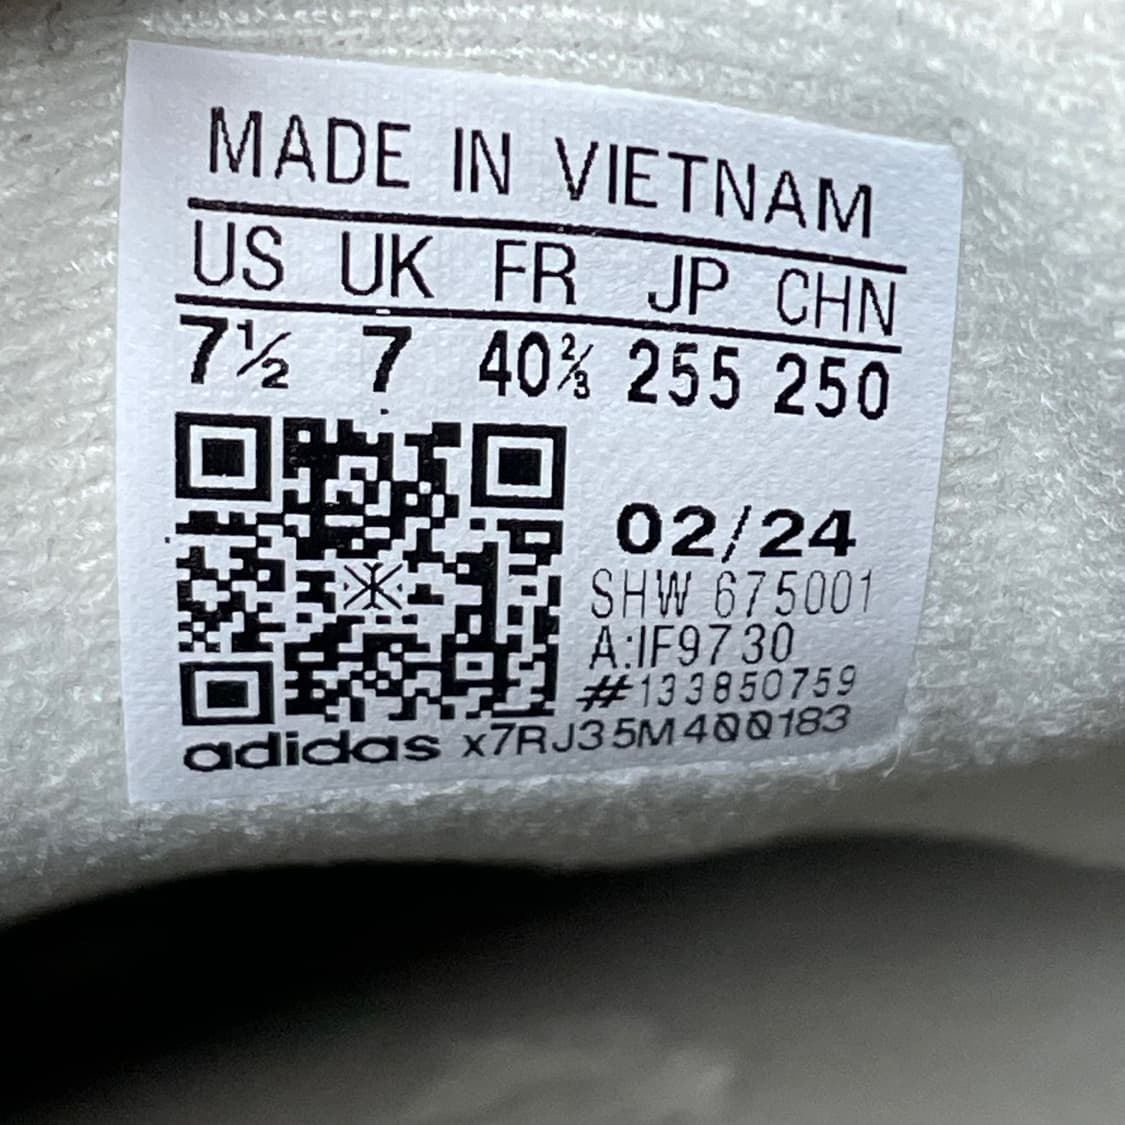 MADE IN VIETNAM
US UK FR JP CHN
7½ 7 40⅔ 255 250
02/24
SHW 675001
A:IF9730
#133850759
adidas x7RJ35M400183